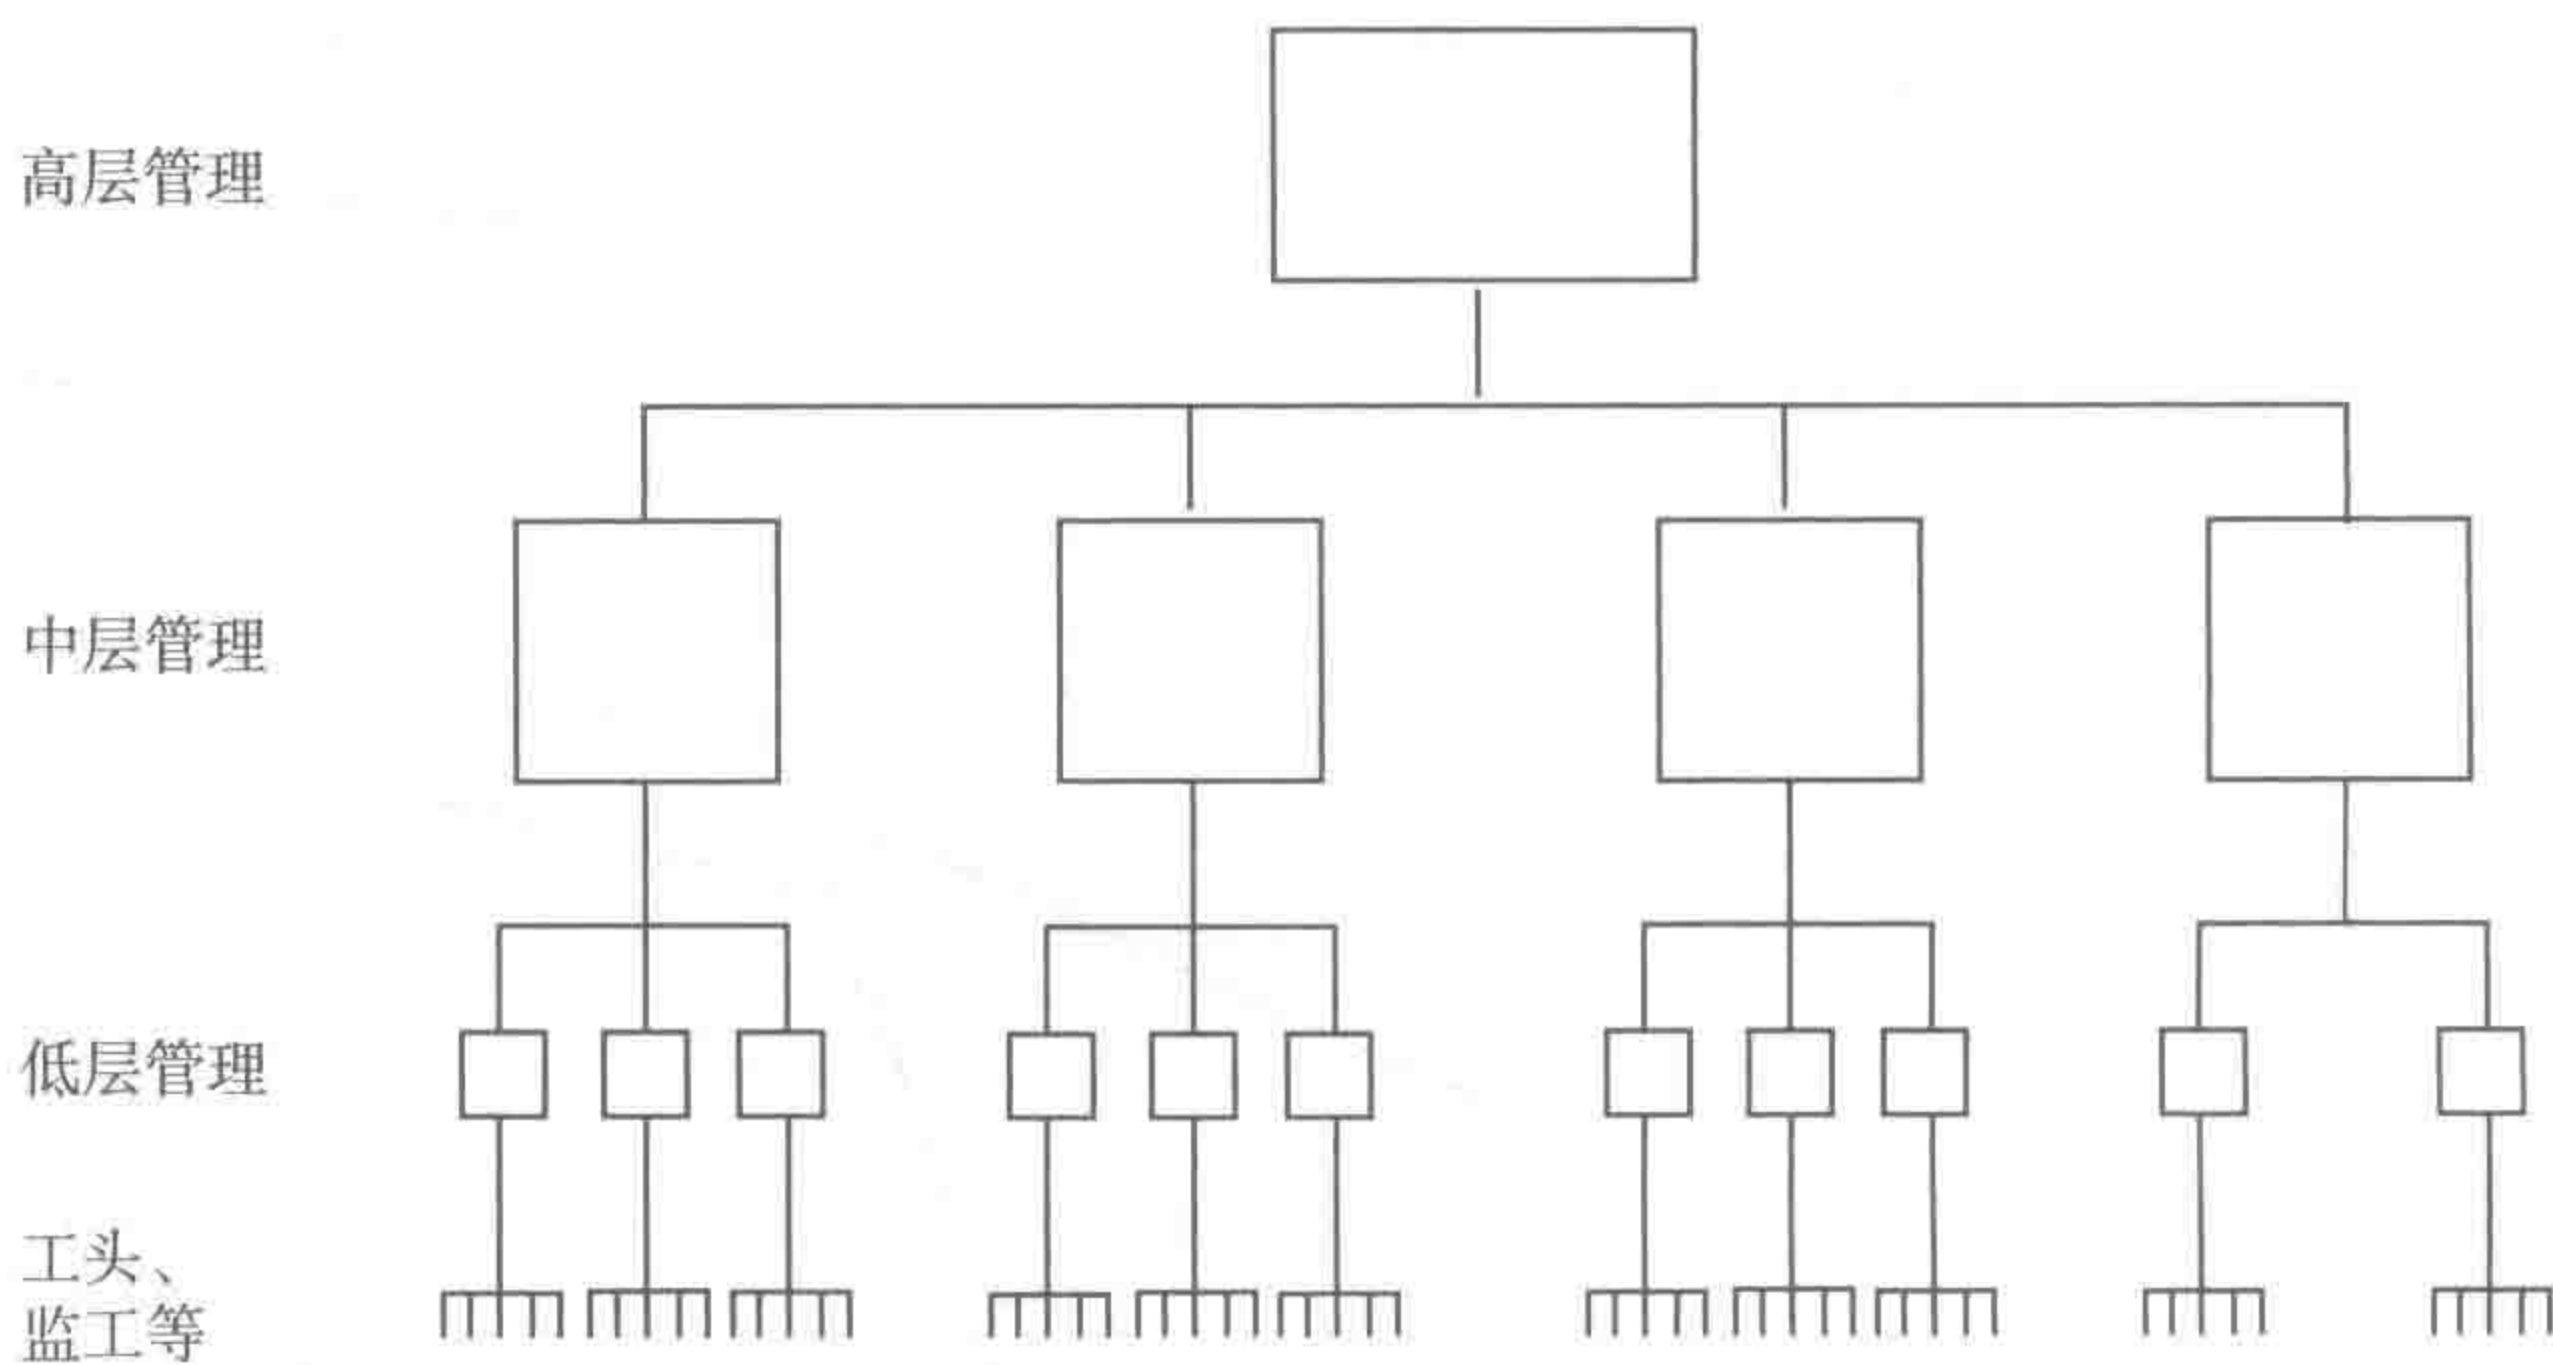 高层管理
中层管理
低层管理
工头、
监工等